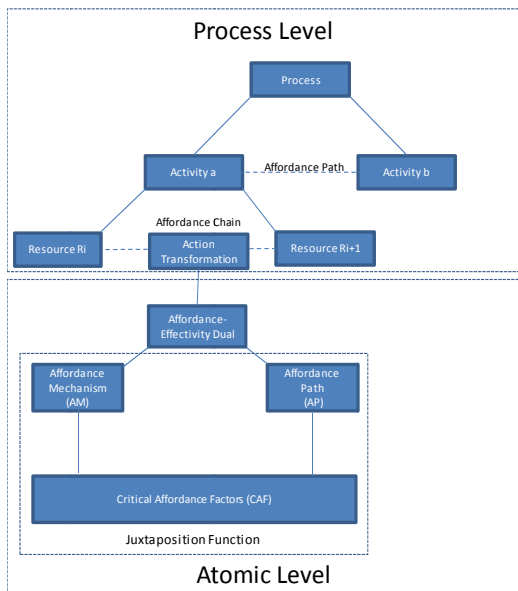 Process Level
Process
Affordance Path
Activity a
Activity b
Affordance Chain
Resource Ri
Action
Transformation
Resource Ri+1
Affordance-
Effectivity Dual
Affordance
Mechanism
(AM)
Affordance
Path
(AP)
Critical Affordance Factors (CAF)
Juxtaposition Function
Atomic Level